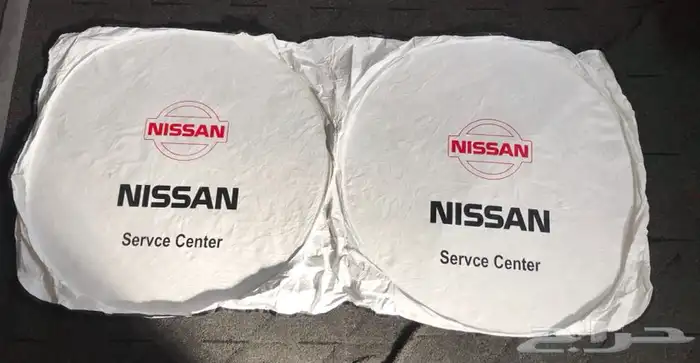 NISSAN
NISSAN
Servce Center
NISSAN
NISSAN
Servce Center
حراج